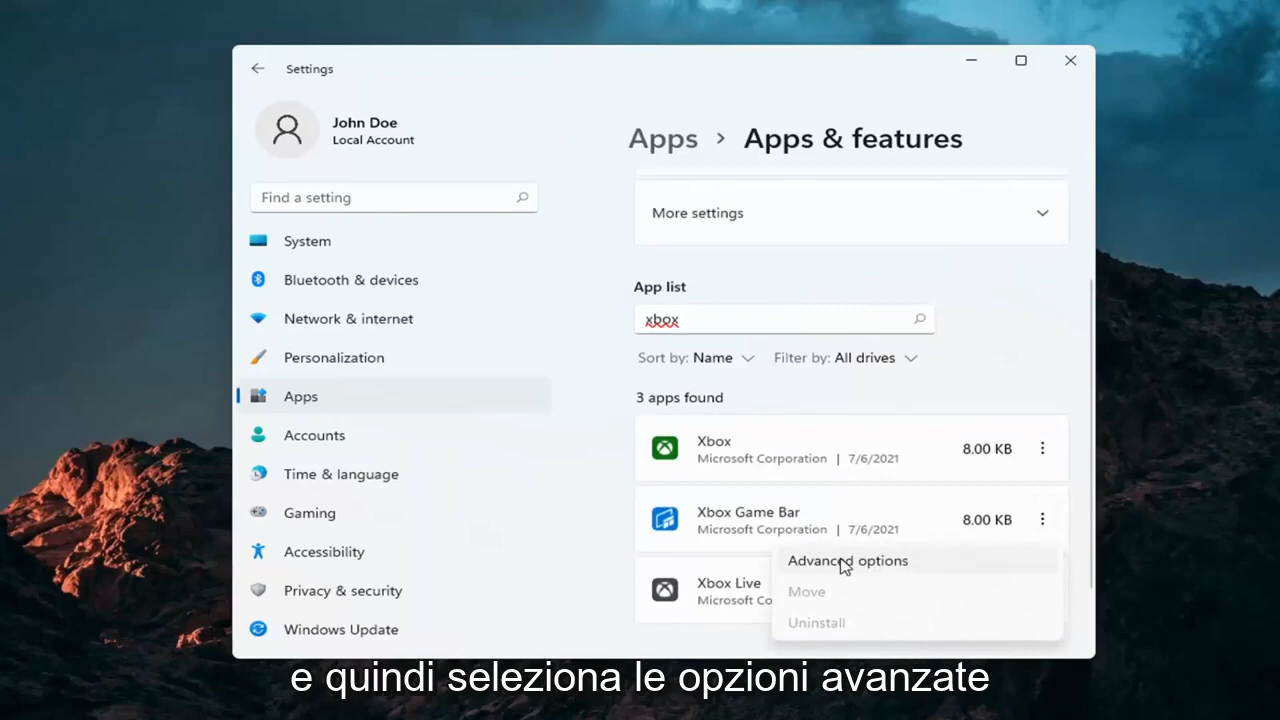 Settings
John Doe
Local Account
Find a setting
System
Bluetooth & devices
Network & internet
Personalization
Apps
Accounts
Time & language
Gaming
Accessibility
Privacy & security
Windows Update
Apps > Apps & features
More settings
App list
xbox
Sort by: Name Filter by: All drives
3 apps found
Xbox
Microsoft Corporation | 7/6/2021
8.00 KB
Xbox Game Bar
Microsoft Corporation | 7/6/2021
8.00 KB
Xbox Live
Microsoft Co
Advanced options
Move
Uninstall
e quindi seleziona le opzioni avanzate